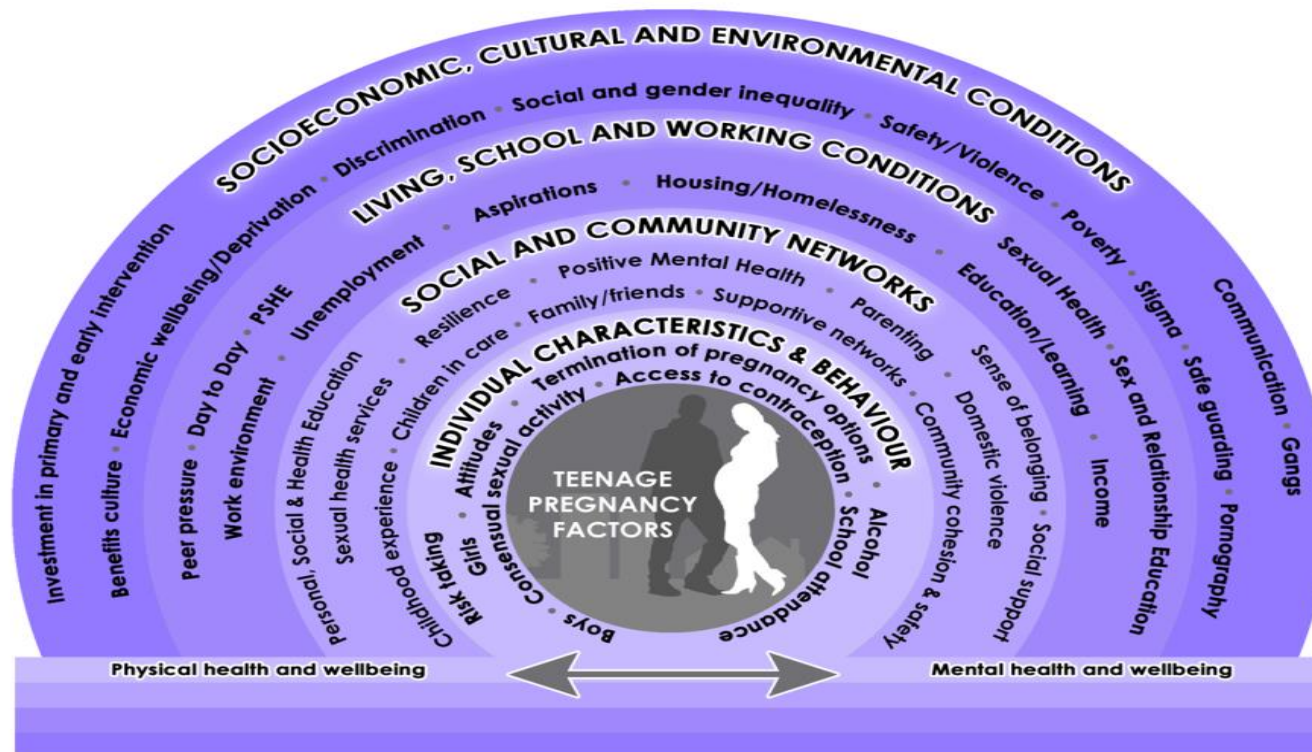 SOCIOECONOMIC, CULTURAL AND ENVIRONMENTAL CONDITIONS
Investment in primary and early intervention
Communication • Gangs
Benefits culture • Economic wellbeing/Deprivation • Discrimination • Social and gender inequality • Safety/Violence • Poverty • Stigma • Safe guarding • Pornography
LIVING, SCHOOL AND WORKING CONDITIONS
Peer pressure • Day to Day • PSHE
Sexual Health • Sex and Relationship Education
Work environment • Unemployment • Aspirations • Housing/Homelessness • Education/Learning • Income
SOCIAL AND COMMUNITY NETWORKS
Personal, Social & Health Education
Sense of belonging • Social support
Sexual health services • Resilience • Positive Mental Health • Parenting • Domestic violence
Childhood experience • Children in care • Family/friends • Supportive networks • Community cohesion & safety
INDIVIDUAL CHARACTERISTICS & BEHAVIOUR
Risk taking
Girls • Attitudes • Termination of pregnancy options • Alcohol
Boys • Consensual sexual activity • Access to contraception • School attendance
TEENAGE
PREGNANCY
FACTORS
Physical health and wellbeing
Mental health and wellbeing